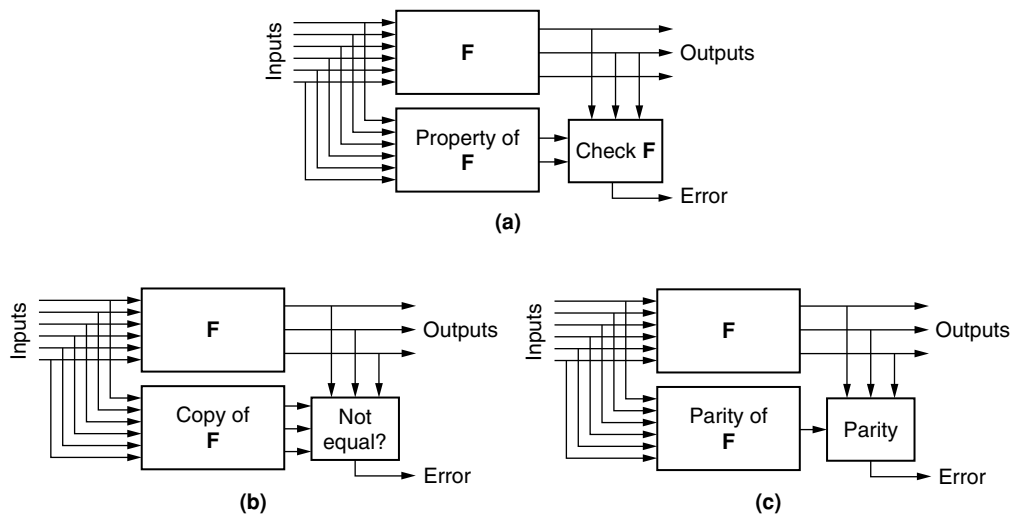 Inputs
F
Outputs
Property of
F
Check F
Error
(a)
Inputs
F
Outputs
Copy of
F
Not
equal?
Error
(b)
Inputs
F
Outputs
Parity of
F
Parity
Error
(c)